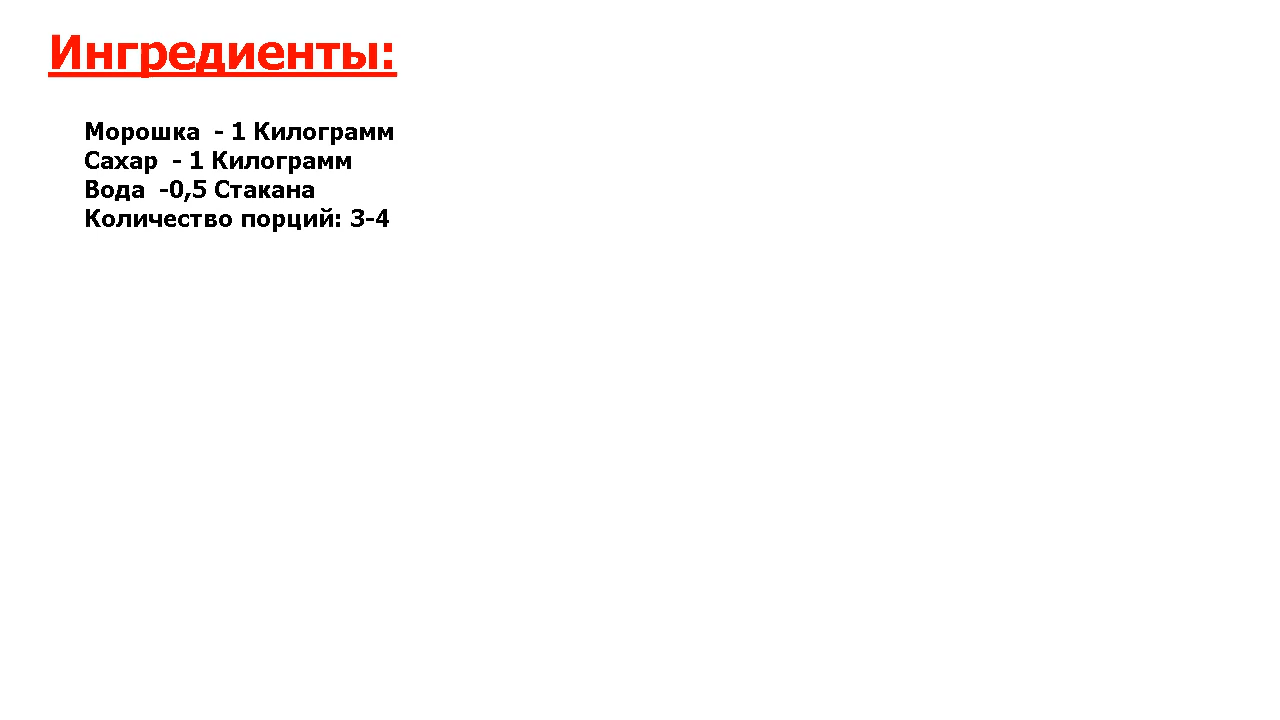 Ингредиенты:
Морошка  - 1 Килограмм
Сахар  - 1 Килограмм
Вода  -0,5 Стакана
Количество порций: 3-4